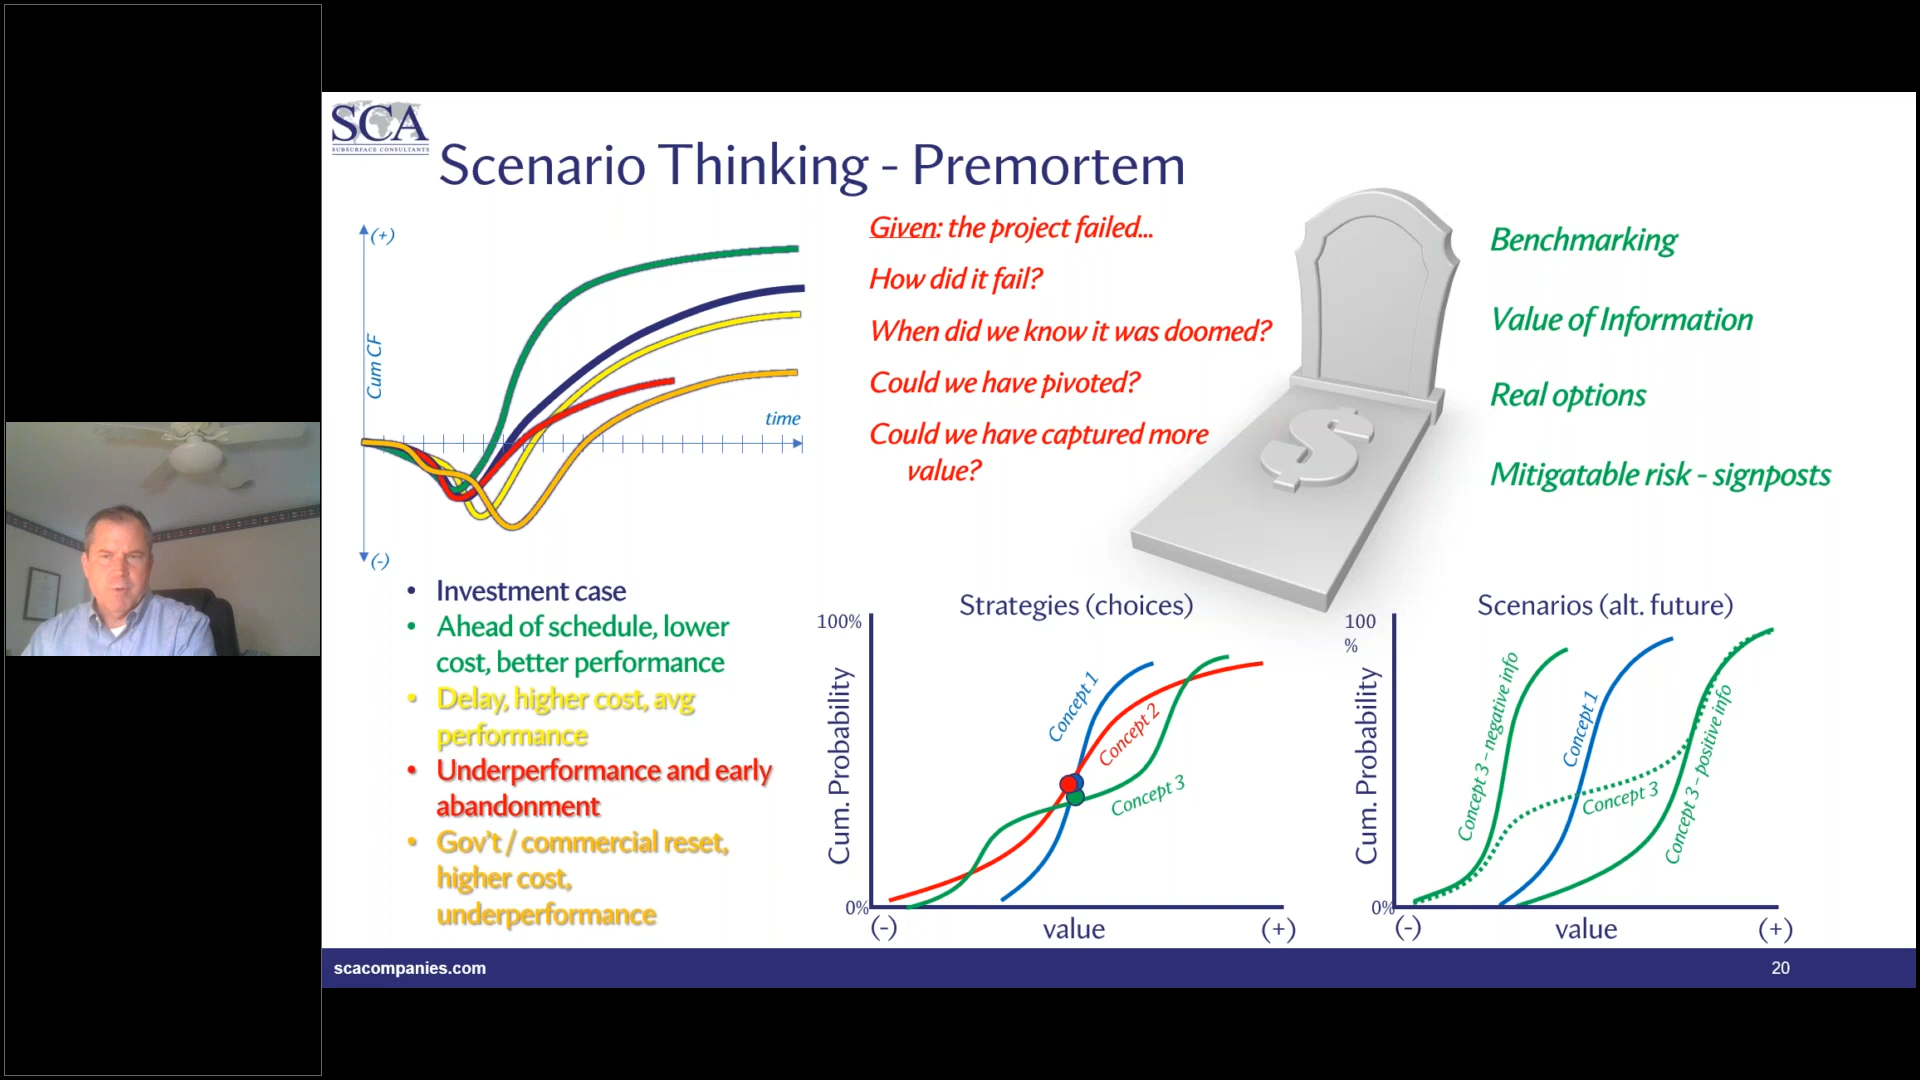 SCA
SUBSURFACE CONSULTANTS
Scenario Thinking - Premortem
(+)
Cum CF
time
(-)
Given: the project failed...
How did it fail?
When did we know it was doomed?
Could we have pivoted?
Could we have captured more
value?
$
Benchmarking
Value of Information
Real options
Mitigatable risk - signposts
• Investment case
• Ahead of schedule, lower
cost, better performance
• Delay, higher cost, avg
performance
• Underperformance and early
abandonment
• Gov't / commercial reset,
higher cost,
underperformance
Strategies (choices)
100%
Cum. Probability
Concept 1
Concept 2
Concept 3
0%
(-)
value
(+)
Scenarios (alt. future)
100
%
Cum. Probability
Concept 3 – negative info
Concept 1
Concept 3
Concept 3 – positive info
0%
(-)
value
(+)
scacompanies.com
20